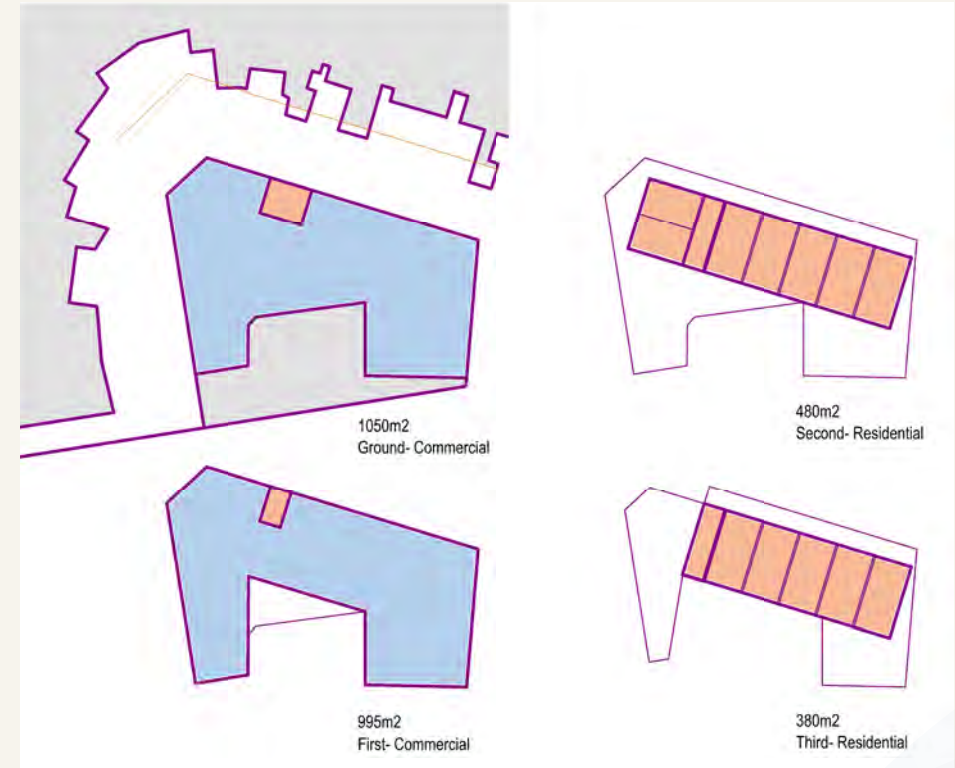 1050m2
Ground- Commercial
480m2
Second- Residential
995m2
First- Commercial
380m2
Third- Residential